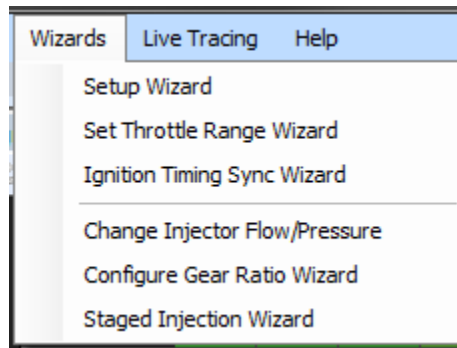 Wizards Live Tracing Help
Setup Wizard
Set Throttle Range Wizard
Ignition Timing Sync Wizard
Change Injector Flow/Pressure
Configure Gear Ratio Wizard
Staged Injection Wizard